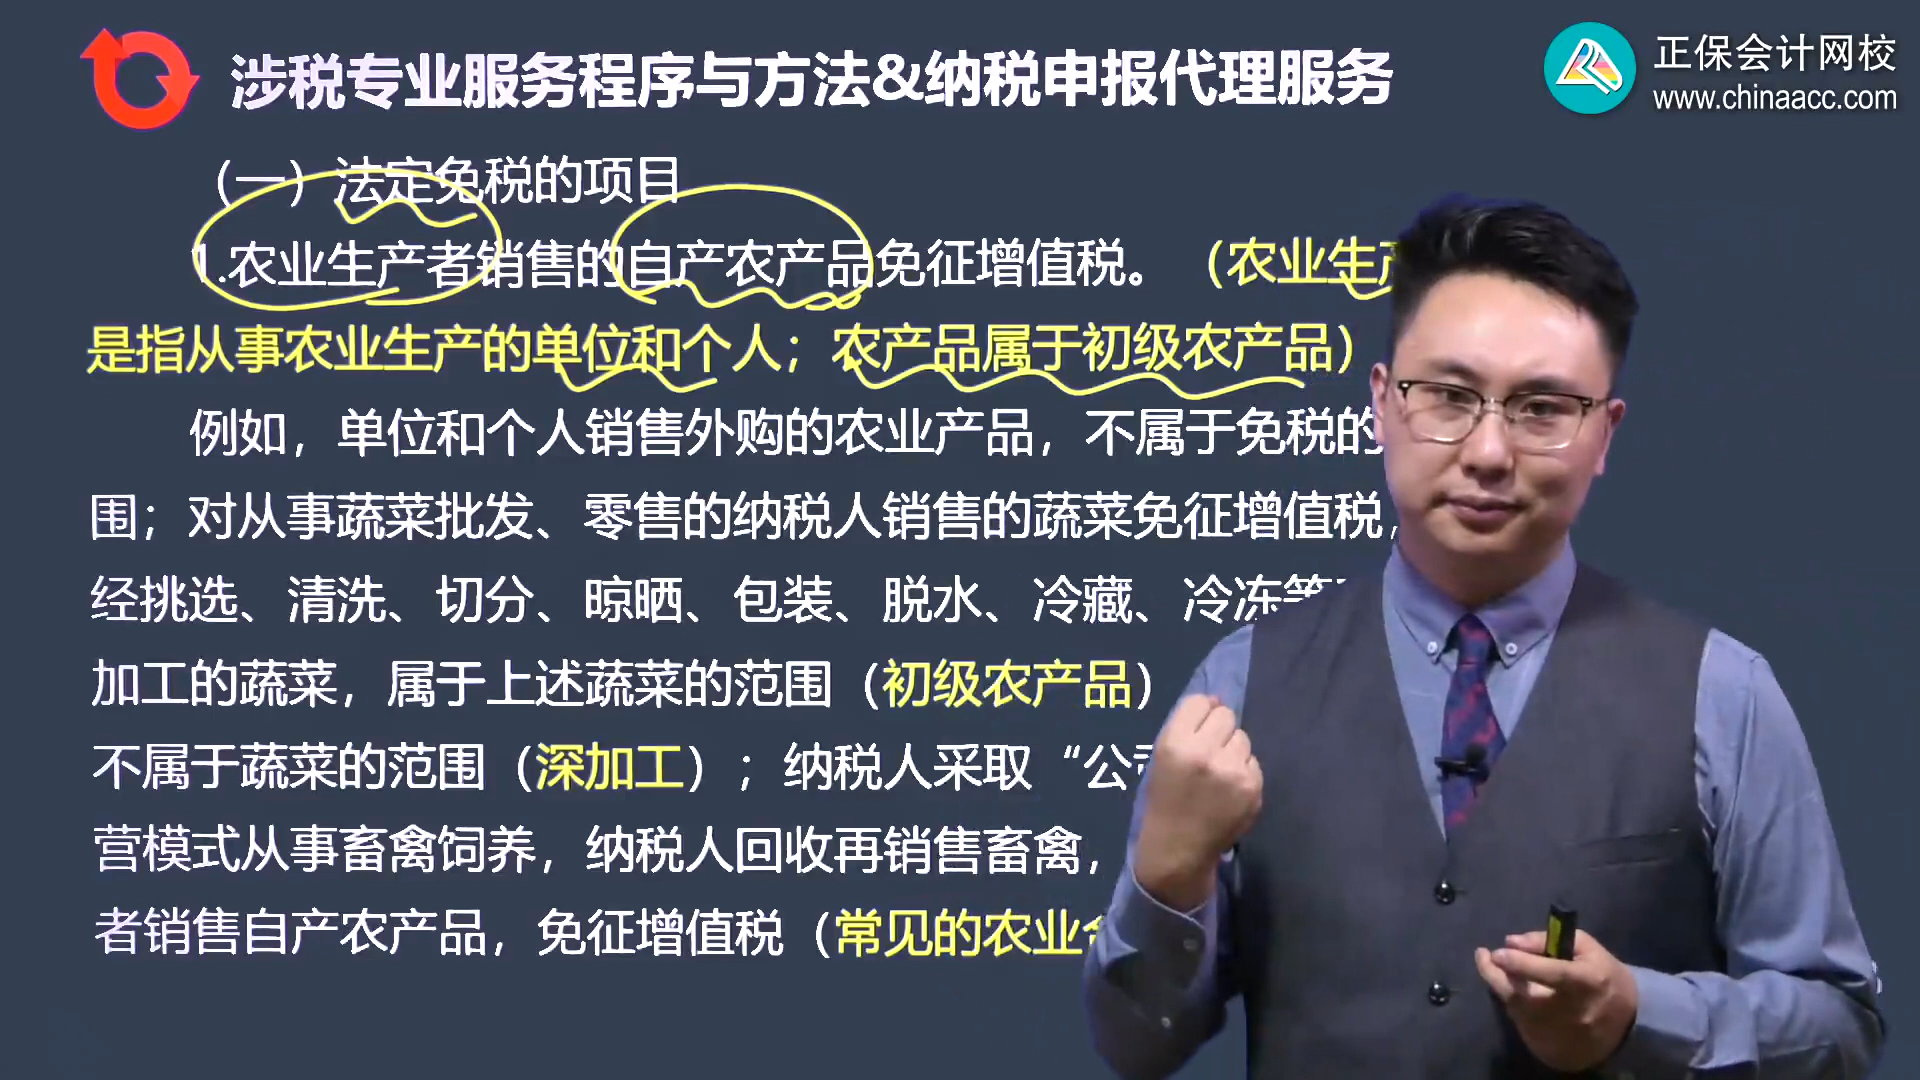 涉税专业服务程序与方法&纳税申报代理服务
正保会计网校
www.chinaacc.com
（一）法定免税的项目
1.农业生产者销售的自产农产品免征增值税。（农业生产
是指从事农业生产的单位和个人；农产品属于初级农产品）
例如，单位和个人销售外购的农业产品，不属于免税的
围；对从事蔬菜批发、零售的纳税人销售的蔬菜免征增值税，
经挑选、清洗、切分、晾晒、包装、脱水、冷藏、冷冻等
加工的蔬菜，属于上述蔬菜的范围（初级农产品）
不属于蔬菜的范围（深加工）；纳税人采取“公司
营模式从事畜禽饲养，纳税人回收再销售畜禽，
者销售自产农产品，免征增值税（常见的农业合